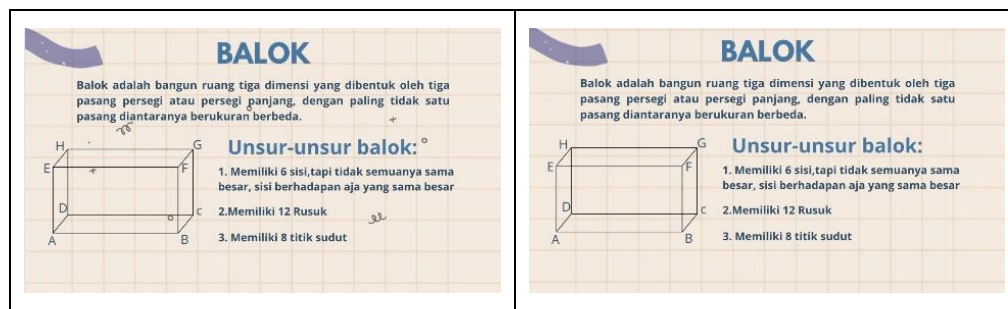 BALOK
Balok adalah bangun ruang tiga dimensi yang dibentuk oleh tiga
pasang persegi atau persegi panjang, dengan paling tidak satu
pasang diantaranya berukuran berbeda.
H
G
E
F
D
C
A
B
Unsur-unsur balok:
1. Memiliki 6 sisi,tapi tidak semuanya sama
besar, sisi berhadapan aja yang sama besar
2.Memiliki 12 Rusuk
3. Memiliki 8 titik sudut
BALOK
Balok adalah bangun ruang tiga dimensi yang dibentuk oleh tiga
pasang persegi atau persegi panjang, dengan paling tidak satu
pasang diantaranya berukuran berbeda.
H
G
E
F
D
C
A
B
Unsur-unsur balok:
1. Memiliki 6 sisi,tapi tidak semuanya sama
besar, sisi berhadapan aja yang sama besar
2.Memiliki 12 Rusuk
3. Memiliki 8 titik sudut